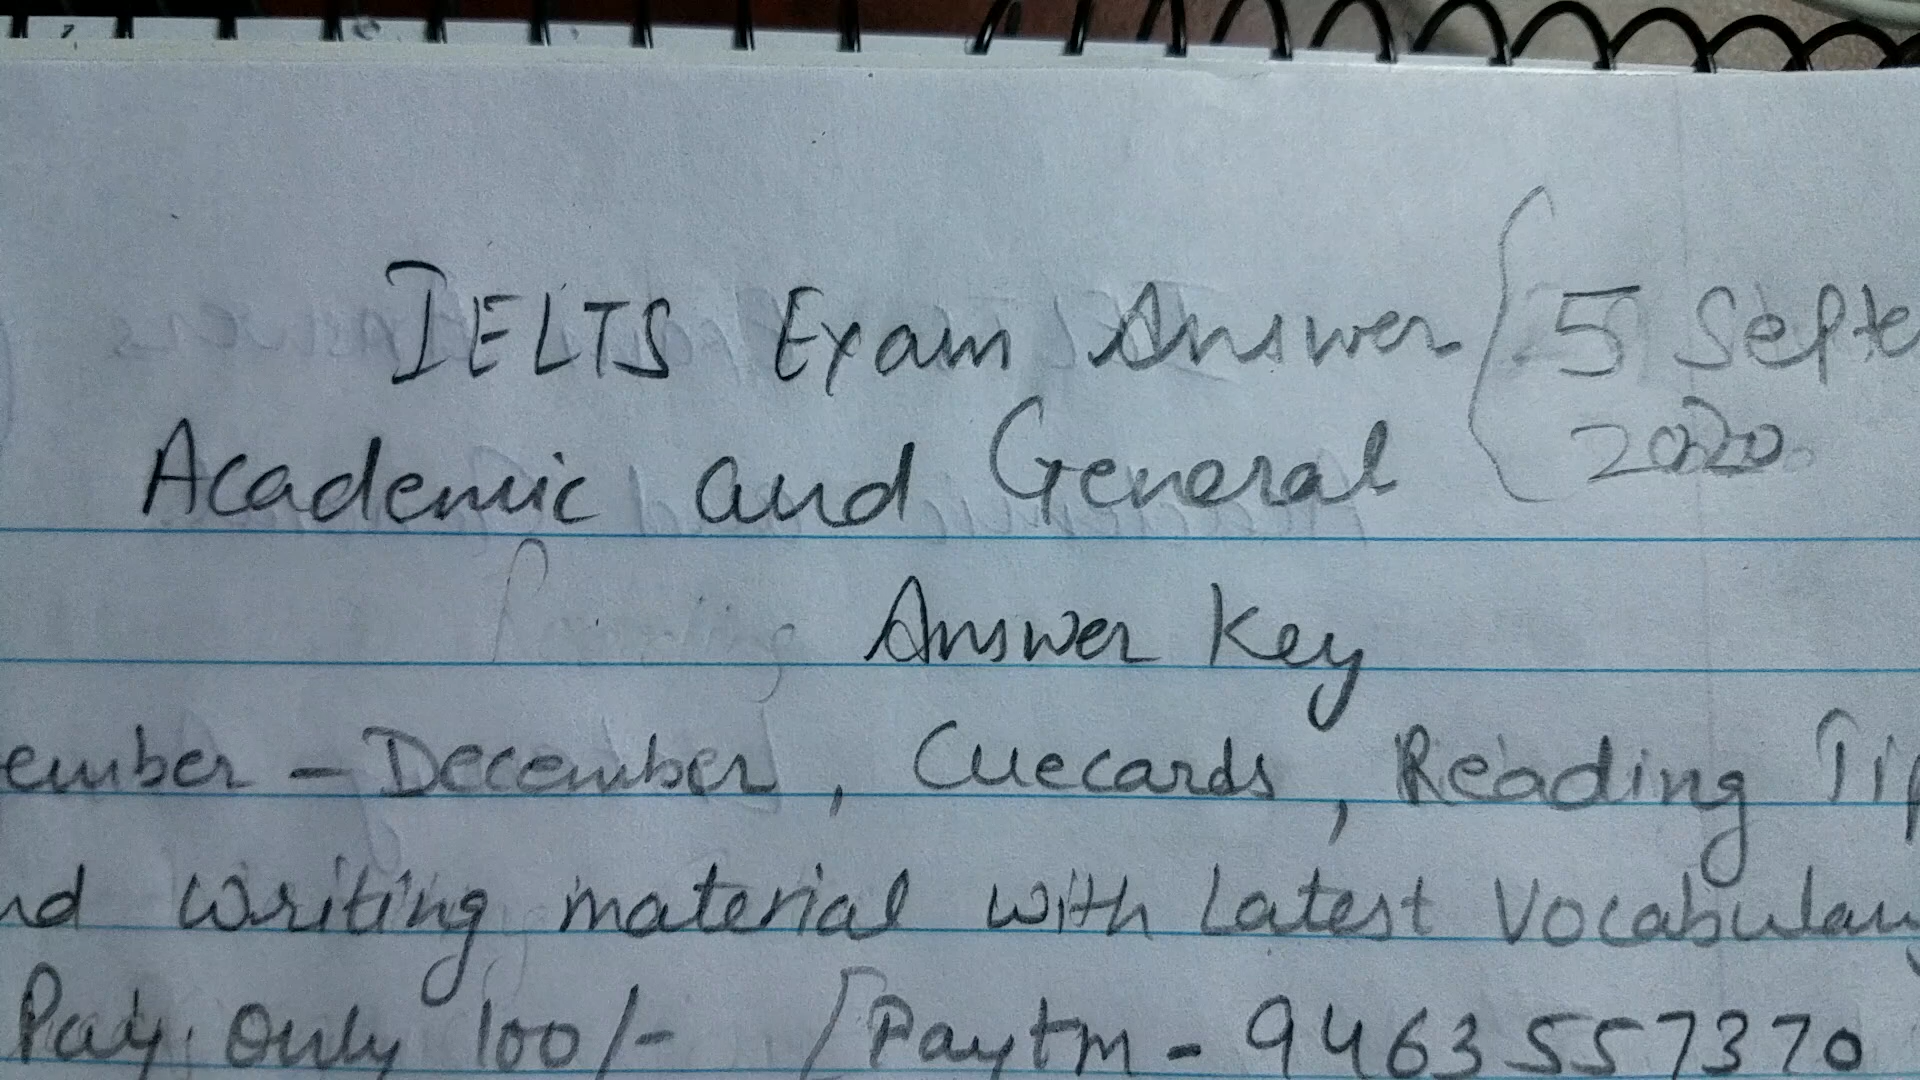 IELTS Exam Answer ( 5 Septe
Academic and General 2020
Answer Key
ember - December, Cuecards, Reading Tip
nd writing material with Latest Vocabulary
Pay Only 100/- [Paytm - 9463557370